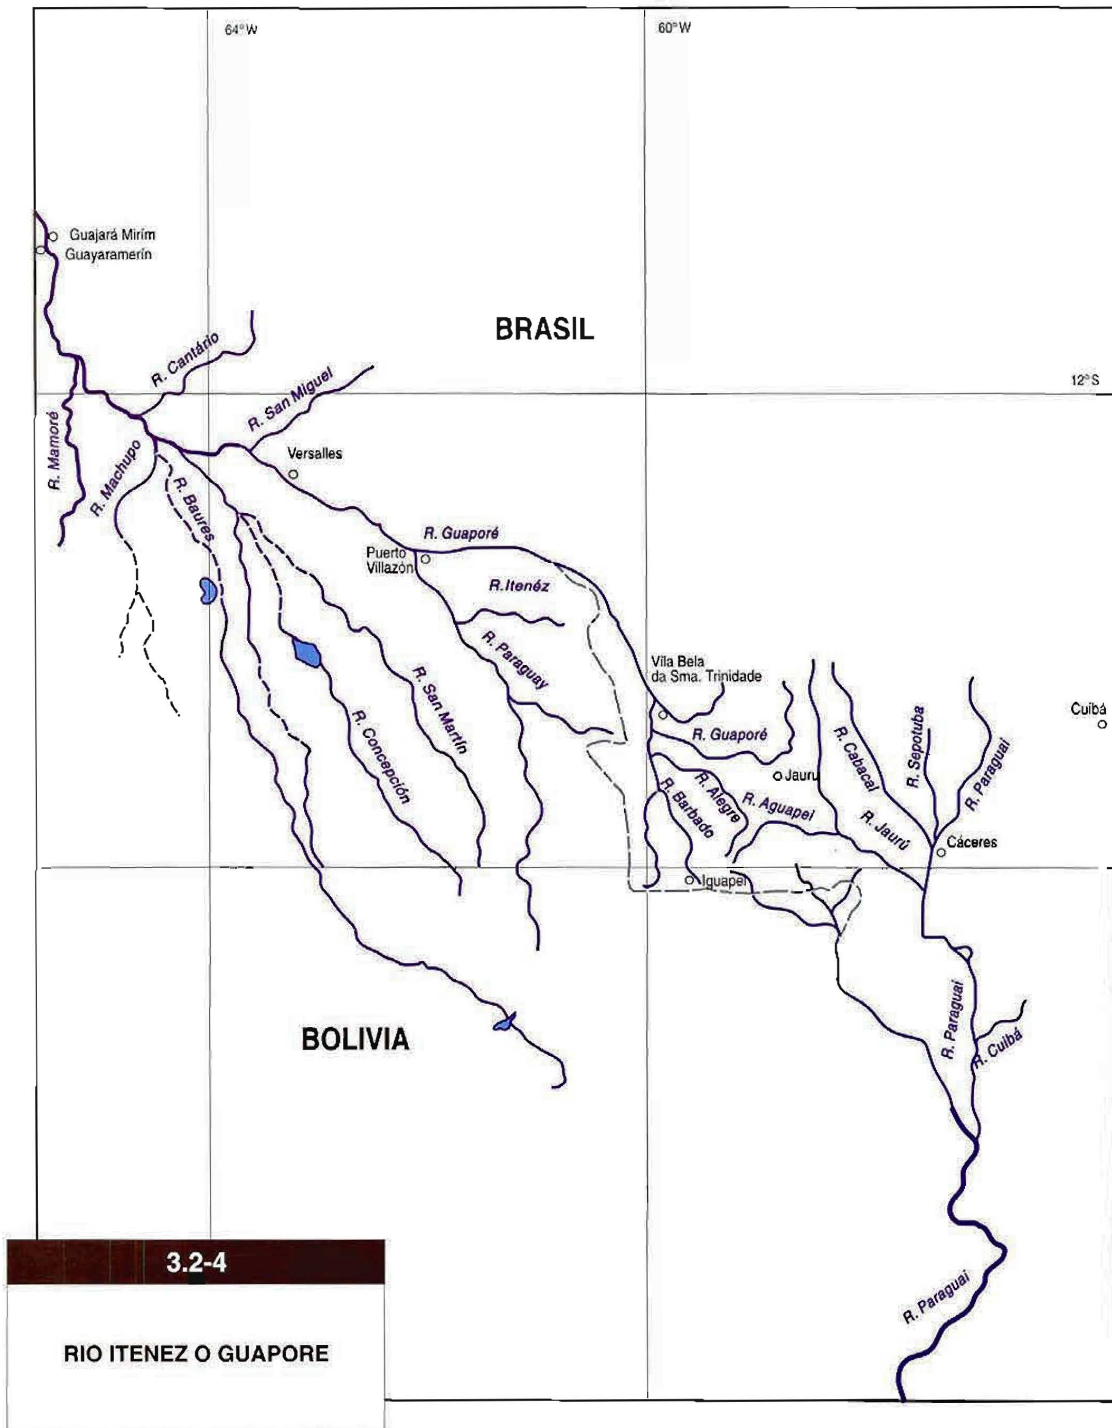 64°W
60°W
Guajará Mirím
Guayaramerín
BRASIL
R. Cantário
12°S
R. San Miguel
R. Mamoré
R. Machupo
Versalles
R. Baures
R. Guaporé
Puerto
Villazón
R. Itenéz
R. Paraguay
Vila Bela
da Sma. Trinidade
R. San Martín
Cuibá
R. Guaporé
R. Concepción
R. Cabacal
R. Sepotuba
R. Paraguai
Jauru
R. Alegre
R. Barbado
R. Aguapei
R. Jaurú
Cáceres
Iguapei
R. Paraguai
R. Cuibá
BOLIVIA
3.2-4
R. Paraguai
RIO ITENEZ O GUAPORE